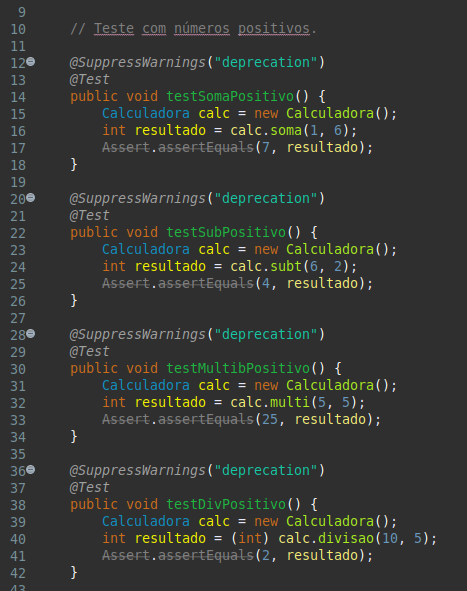 9
10 // Teste com números positivos.
11
12 @SuppressWarnings("deprecation")
13 @Test
14 public void testSomaPositivo() {
15 Calculadora calc = new Calculadora();
16 int resultado = calc.soma(1, 6);
17 Assert.assertEquals(7, resultado);
18 }
19
20 @SuppressWarnings("deprecation")
21 @Test
22 public void testSubPositivo() {
23 Calculadora calc = new Calculadora();
24 int resultado = calc.subt(6, 2);
25 Assert.assertEquals(4, resultado);
26 }
27
28 @SuppressWarnings("deprecation")
29 @Test
30 public void testMultibPositivo() {
31 Calculadora calc = new Calculadora();
32 int resultado = calc.multi(5, 5);
33 Assert.assertEquals(25, resultado);
34 }
35
36 @SuppressWarnings("deprecation")
37 @Test
38 public void testDivPositivo() {
39 Calculadora calc = new Calculadora();
40 int resultado = (int) calc.divisao(10, 5);
41 Assert.assertEquals(2, resultado);
42 }
43